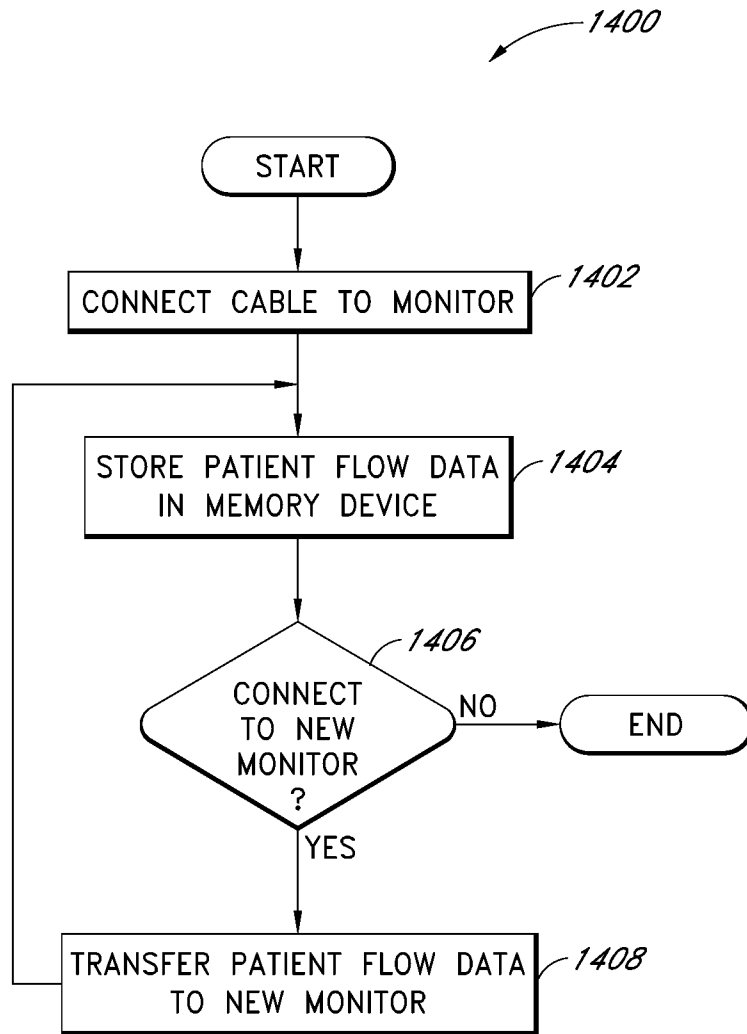 1400
START
CONNECT CABLE TO MONITOR
1402
STORE PATIENT FLOW DATA
IN MEMORY DEVICE
1404
1406
CONNECT
TO NEW
MONITOR
?
NO
END
YES
TRANSFER PATIENT FLOW DATA
TO NEW MONITOR
1408